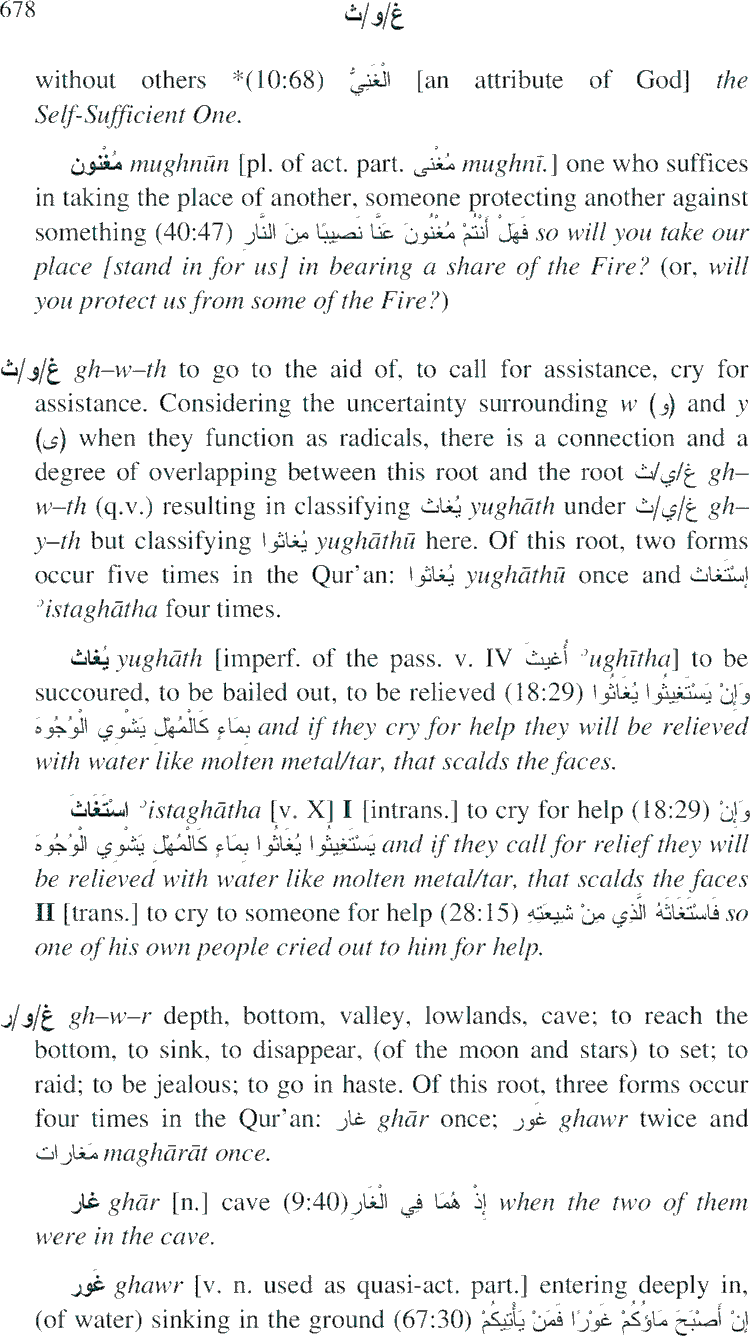 678
غ/و/ث
without others *(10:68) الْغَنِيُّ [an attribute of God] the
Self-Sufficient One.
مُغْنُون mughnūn [pl. of act. part. مُغْنى mughnī.] one who suffices
in taking the place of another, someone protecting another against
something (40:47) فَهَلْ أَنْتُمْ مُغْنُونَ عَنَّا نَصِيبًا مِنَ النَّارِ so will you take our
place [stand in for us] in bearing a share of the Fire? (or, will
you protect us from some of the Fire?)
غ/و/ث gh–w–th to go to the aid of, to call for assistance, cry for
assistance. Considering the uncertainty surrounding w (و) and y
(ى) when they function as radicals, there is a connection and a
degree of overlapping between this root and the root غ/ي/ث gh–
w–th (q.v.) resulting in classifying يُغاث yughāth under غ/ي/ث gh–
y–th but classifying يُغاثوا yughāthū here. Of this root, two forms
occur five times in the Qur'an: يُغاثوا yughāthū once and إسْتَغاث
ʾistaghātha four times.
يُغاث yughāth [imperf. of the pass. v. IV أُغيثَ ʾughītha] to be
succoured, to be bailed out, to be relieved (18:29) وَإِنْ يَسْتَغِيثُوا يُغَاثُوا
بِمَاءٍ كَالْمُهْلِ يَشْوِي الْوُجُوهَ and if they cry for help they will be relieved
with water like molten metal/tar, that scalds the faces.
اسْتَغَاثَ ʾistaghātha [v. X] I [intrans.] to cry for help (18:29) وَإِنْ
يَسْتَغِيثُوا يُغَاثُوا بِمَاءٍ كَالْمُهْلِ يَشْوِي الْوُجُوهَ and if they call for relief they will
be relieved with water like molten metal/tar, that scalds the faces
II [trans.] to cry to someone for help (28:15) فَاسْتَغَاثَهُ الَّذِي مِنْ شِيعَتِهِ so
one of his own people cried out to him for help.
غ/و/ر gh–w–r depth, bottom, valley, lowlands, cave; to reach the
bottom, to sink, to disappear, (of the moon and stars) to set; to
raid; to be jealous; to go in haste. Of this root, three forms occur
four times in the Qur'an: غار ghār once; غَور ghawr twice and
مَغارات maghārāt once.
غار ghār [n.] cave (9:40) إِذْ هُمَا فِي الْغَارِ when the two of them
were in the cave.
غَور ghawr [v. n. used as quasi-act. part.] entering deeply in,
(of water) sinking in the ground (67:30) إِنْ أَصْبَحَ مَاؤُكُمْ غَوْرًا فَمَنْ يَأْتِيكُمْ